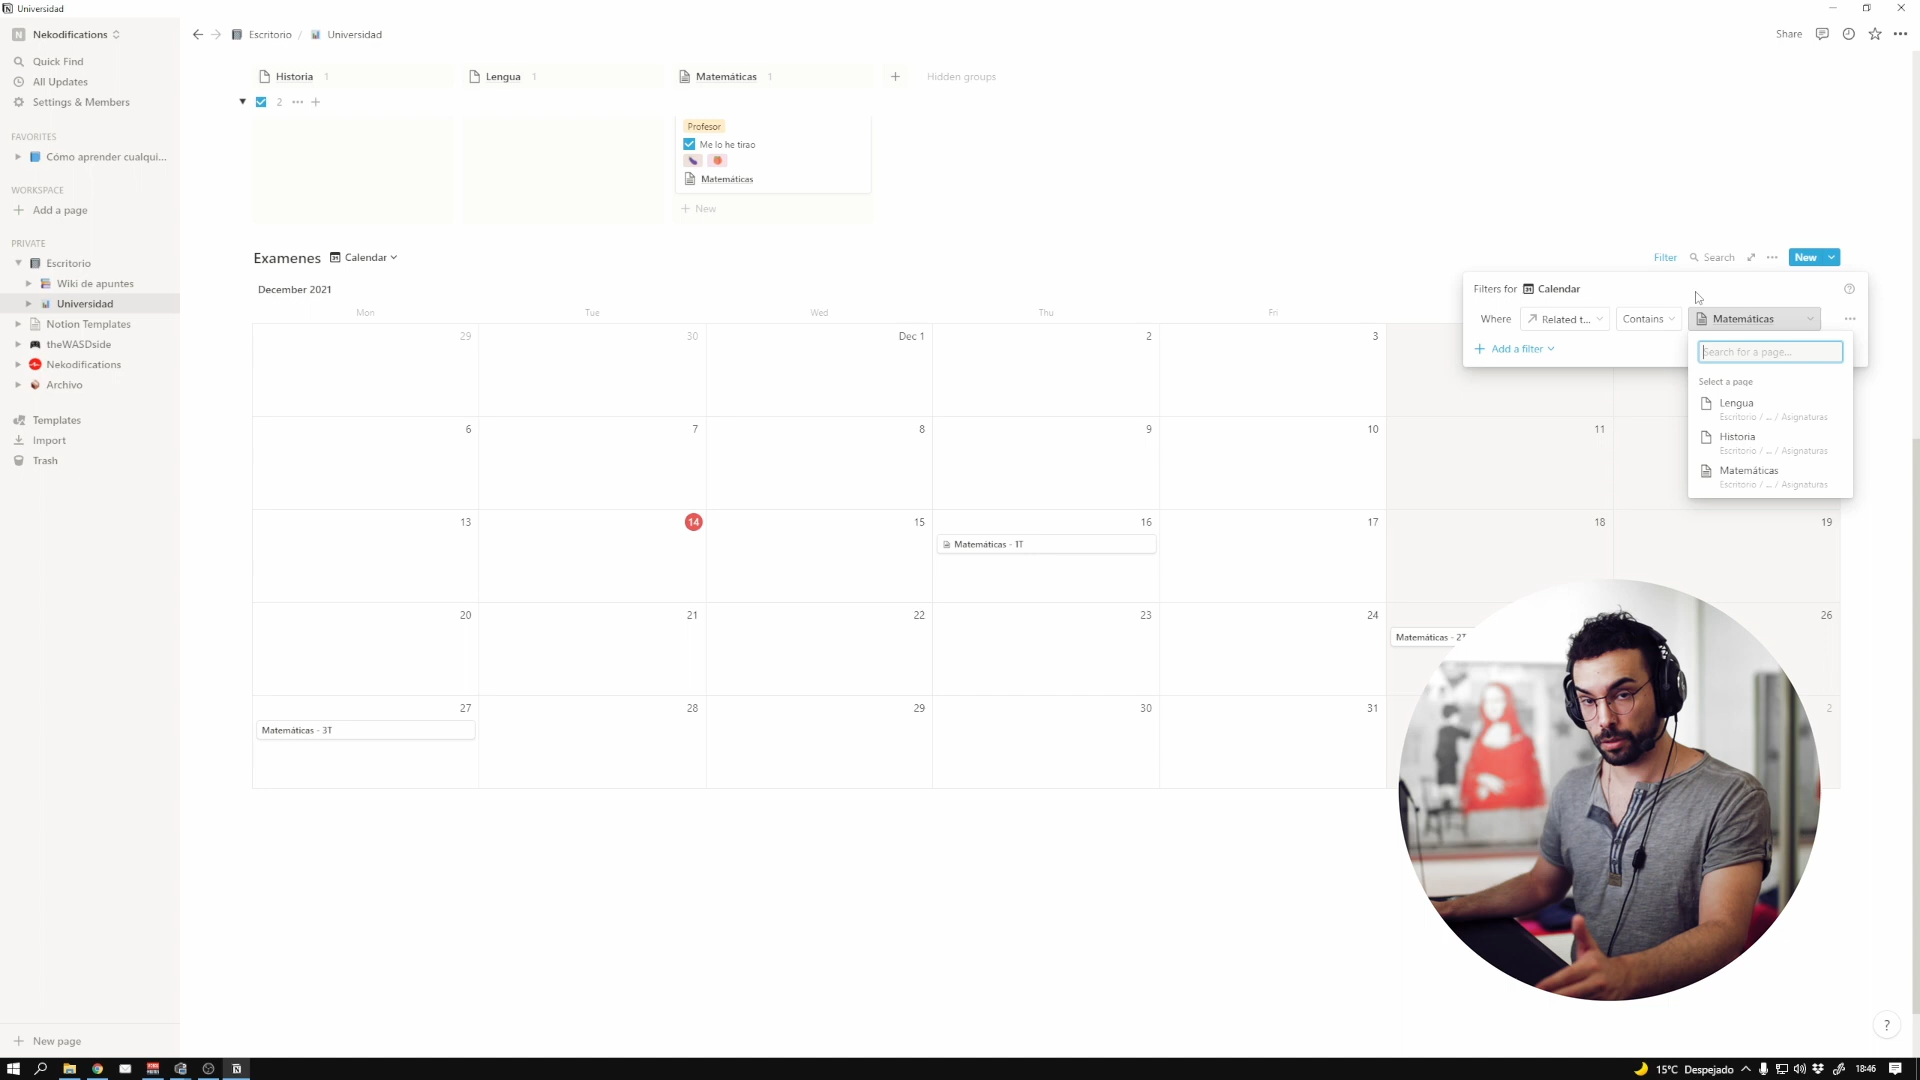 Universidad
Nekodifications
Escritorio / Universidad
Share
Quick Find
All Updates
Settings & Members
FAVORITES
Cómo aprender cualqui...
WORKSPACE
Add a page
PRIVATE
Escritorio
Wiki de apuntes
Universidad
Notion Templates
theWASDside
Nekodifications
Archivo
Templates
Import
Trash
New page
Historia 1
Lengua 1
Matemáticas 1
Hidden groups
2
Profesor
Me lo he tirao
Matemáticas
New
Examenes Calendar
Filter Search New
December 2021
Mon Tue Wed Thu Fri
29 30 Dec 1 2 3
6 7 8 9 10 11
13 14 15 16 17 18 19
Matemáticas - 1T
20 21 22 23 24 26
Matemáticas - 2T
27 28 29 30 31 2
Matemáticas - 3T
Filters for Calendar
Where Related t... Contains Matemáticas
Add a filter
Search for a page...
Select a page
Lengua
Escritorio / ... / Asignaturas
Historia
Escritorio / ... / Asignaturas
Matemáticas
Escritorio / ... / Asignaturas
?
15°C Despejado 18:46